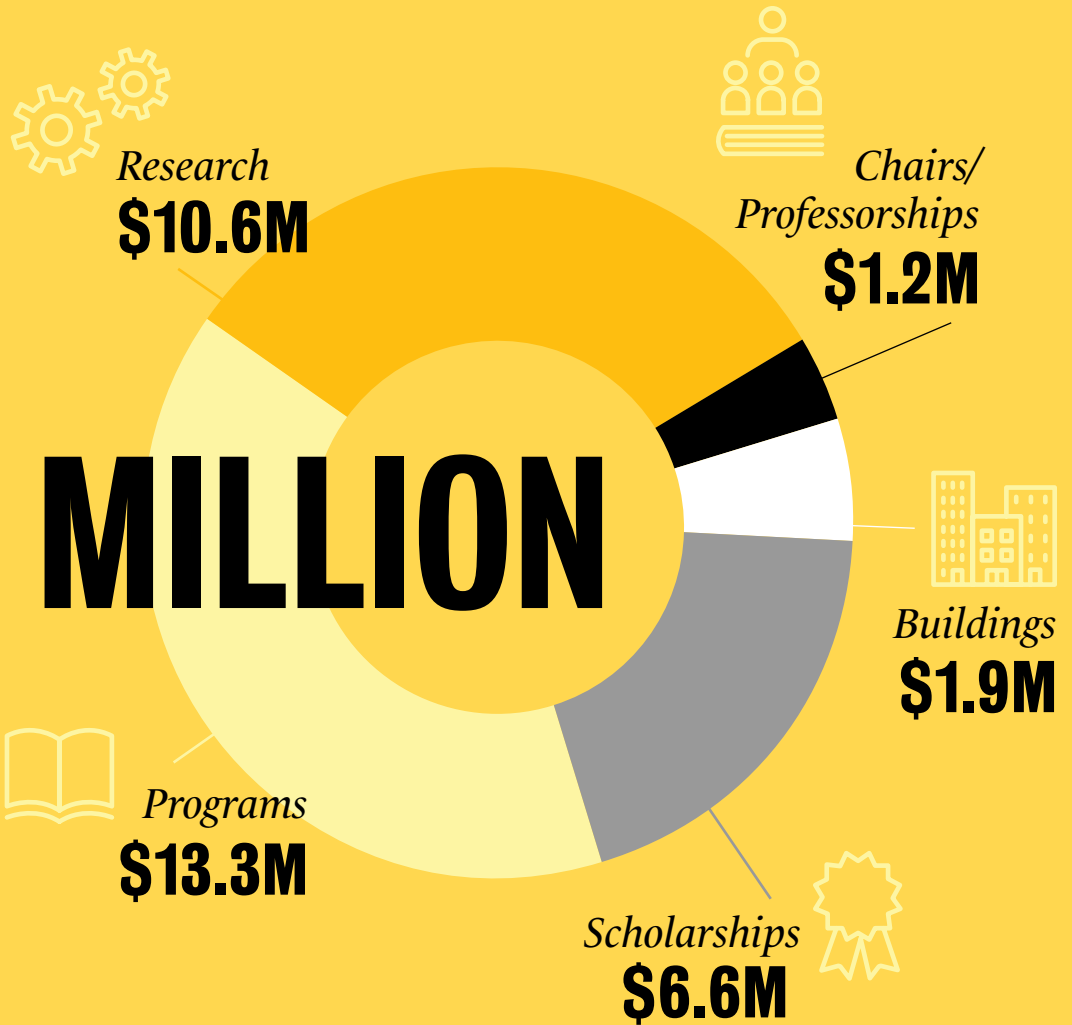 Research
$10.6M
Chairs/
Professorships
$1.2M
MILLION
Buildings
$1.9M
Programs
$13.3M
Scholarships
$6.6M